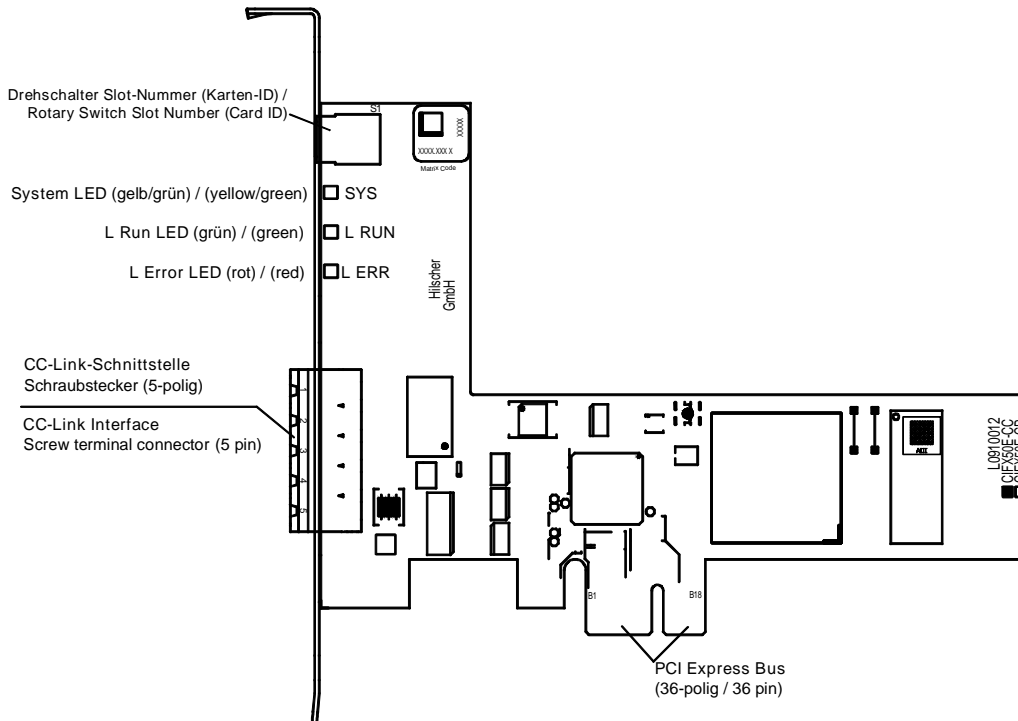 Drehschalter Slot-Nummer (Karten-ID) /
Rotary Switch Slot Number (Card ID)
S1
XXXX
XXXX.XXX X
Matrix Code
System LED (gelb/grün) / (yellow/green)
SYS
L Run LED (grün) / (green)
L RUN
L Error LED (rot) / (red)
L ERR
Hilscher
GmbH
CC-Link-Schnittstelle
Schraubstecker (5-polig)
CC-Link Interface
Screw terminal connector (5 pin)
1
2
3
4
5
L09100012
CIFX50E-CC
B1
B18
PCI Express Bus
(36-polig / 36 pin)